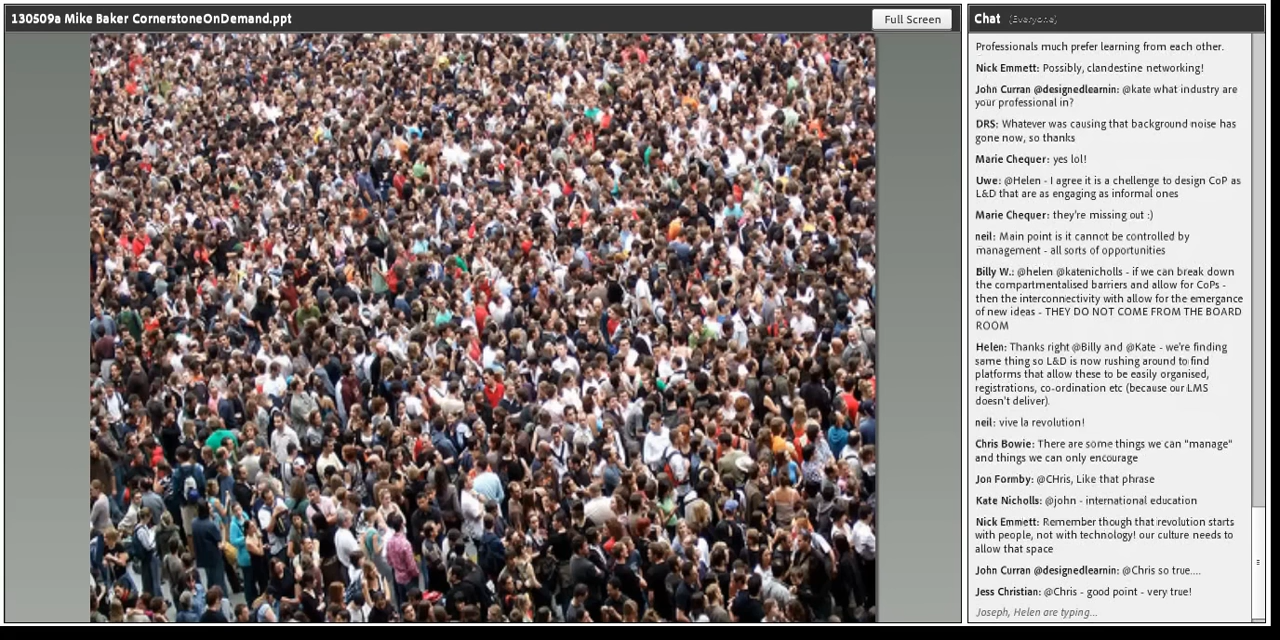 130509a Mike Baker CornerstoneOnDemand.ppt
Full Screen
Chat (Everyone)
Professionals much prefer learning from each other.
Nick Emmett: Possibly, clandestine networking!
John Curran @designedlearnin: @kate what industry are
your professional in?
DRS: Whatever was causing that background noise has
gone now, so thanks
Marie Chequer: yes lol!
Uwe: @Helen - I agree it is a chellenge to design CoP as
L&D that are as engaging as informal ones
Marie Chequer: they're missing out :)
neil: Main point is it cannot be controlled by
management - all sorts of opportunities
Billy W.: @helen @katenicholls - if we can break down
the compartmentalised barriers and allow for CoPs -
then the interconnectivity with allow for the emergance
of new ideas - THEY DO NOT COME FROM THE BOARD
ROOM
Helen: Thanks right @Billy and @Kate - we're finding
same thing so L&D is now rushing around to find
platforms that allow these to be easily organised,
registrations, co-ordination etc (because our LMS
doesn't deliver).
neil: vive la revolution!
Chris Bowie: There are some things we can "manage"
and things we can only encourage
Jon Formby: @CHris, Like that phrase
Kate Nicholls: @john - international education
Nick Emmett: Remember though that revolution starts
with people, not with technology! our culture needs to
allow that space
John Curran @designedlearnin: @Chris so true....
Jess Christian: @Chris - good point - very true!
Joseph, Helen are typing...